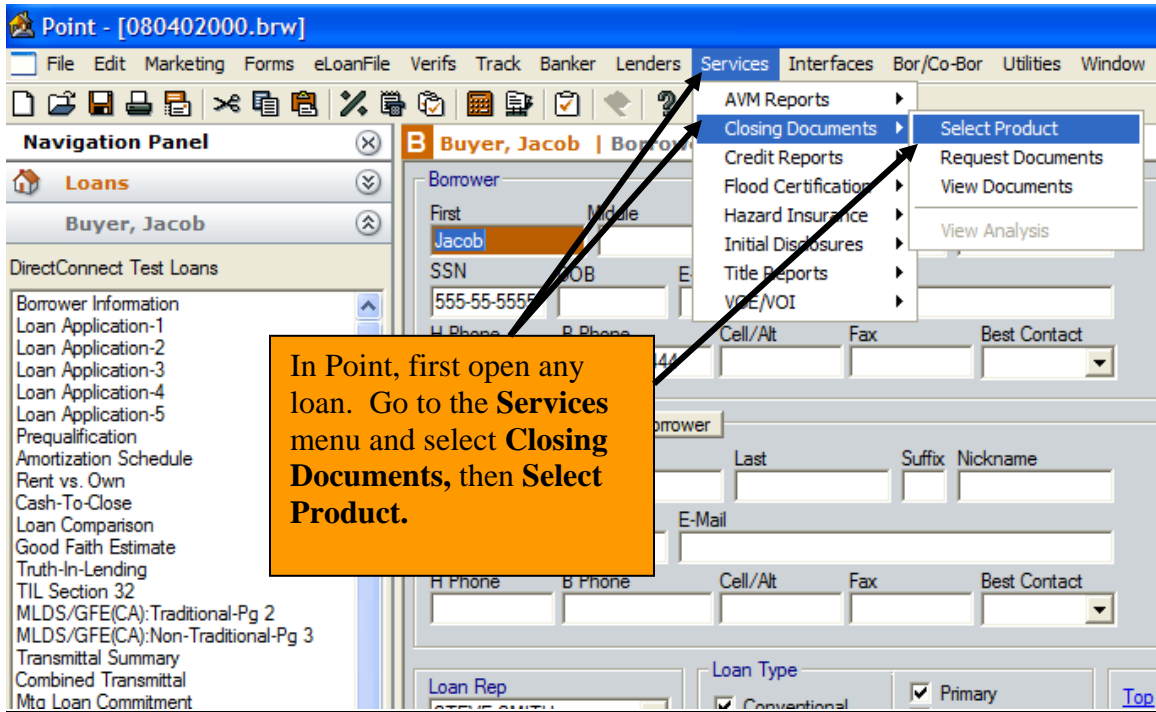 Point - [080402000.brw]
File Edit Marketing Forms eLoanFile Verifs Track Banker Lenders Services Interfaces Bor/Co-Bor Utilities Window
Navigation Panel
Loans
Buyer, Jacob
DirectConnect Test Loans
Borrower Information
Loan Application-1
Loan Application-2
Loan Application-3
Loan Application-4
Loan Application-5
Prequalification
Amortization Schedule
Rent vs. Own
Cash-To-Close
Loan Comparison
Good Faith Estimate
Truth-In-Lending
TIL Section 32
MLDS/GFE(CA):Traditional-Pg 2
MLDS/GFE(CA):Non-Traditional-Pg 3
Transmittal Summary
Combined Transmittal
Mtg Loan Commitment
B Buyer, Jacob |
AVM Reports
Closing Documents
Credit Reports
Flood Certification
Hazard Insurance
Initial Disclosures
Title Reports
VOE/VOI
Select Product
Request Documents
View Documents
View Analysis
Borrower
First Middle
Jacob
SSN DOB
555-55-5555
H Phone B Phone Cell/Alt Fax Best Contact
In Point, first open any
loan. Go to the Services
menu and select Closing
Documents, then Select
Product.
Last Suffix Nickname
E-Mail
H Phone B Phone Cell/Alt Fax Best Contact
Loan Rep
STEVE SMITH
Loan Type
Conventional
Primary
Top